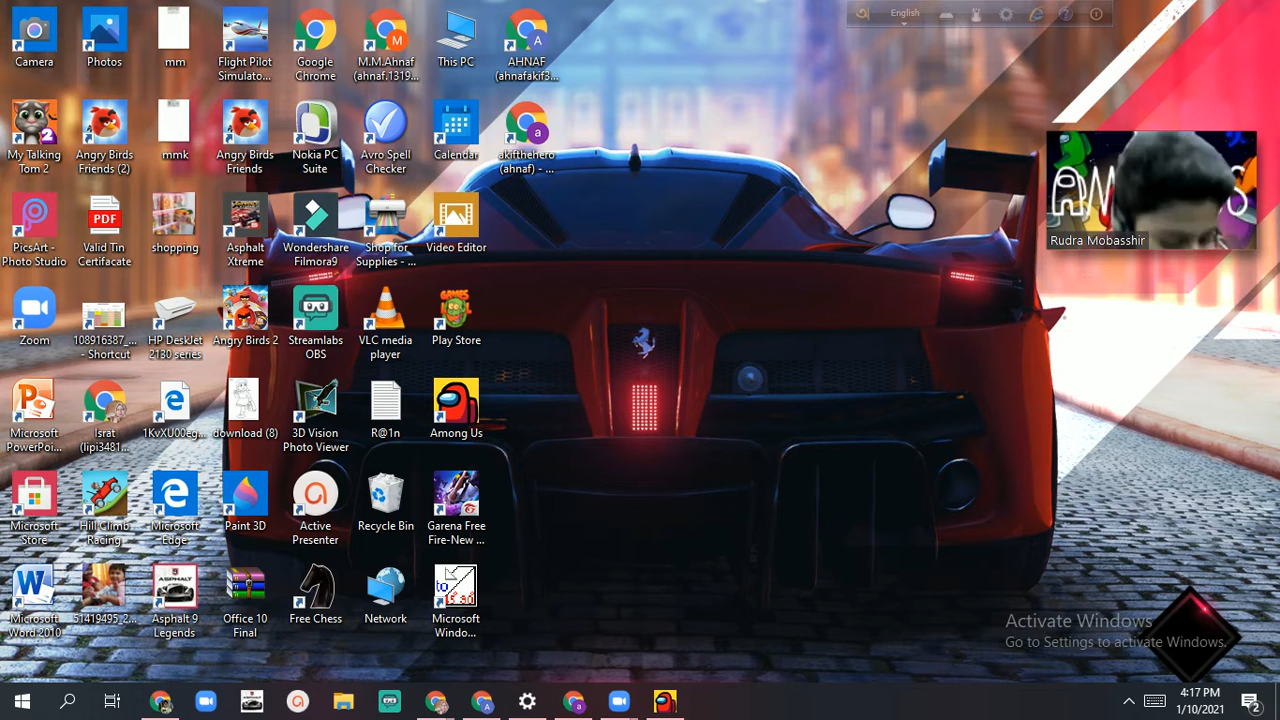 English
Camera
Photos
mm
Flight Pilot
Simulato...
Google
Chrome
M.M.Ahnaf
(ahnaf.1319...
This PC
AHNAF
(ahnafakif3...
My Talking
Tom 2
Angry Birds
Friends (2)
mmk
Angry Birds
Friends
Nokia PC
Suite
Avro Spell
Checker
Calendar
akifthehero
(ahnaf) - ...
Rudra Mobasshir
PicsArt -
Photo Studio
PDF
Valid Tin
Certifacate
shopping
Asphalt
Xtreme
Wondershare
Filmora9
Shop for
Supplies - ...
Video Editor
Zoom
108916387_...
- Shortcut
HP DeskJet
2130 series
Angry Birds 2
Streamlabs
OBS
VLC media
player
Play Store
Microsoft
PowerPoi...
Israt
(lipi3481...
1KvXU00eg...
download (8)
3D Vision
Photo Viewer
R@1n
Among Us
Microsoft
Store
Hill Climb
Racing
Microsoft
Edge
Paint 3D
Active
Presenter
Recycle Bin
Garena Free
Fire-New ...
Microsoft
Word 2010
51419495_2...
Asphalt 9
Legends
Office 10
Final
Free Chess
Network
Microsoft
Windo...
Activate Windows
Go to Settings to activate Windows.
4:17 PM
1/10/2021
2